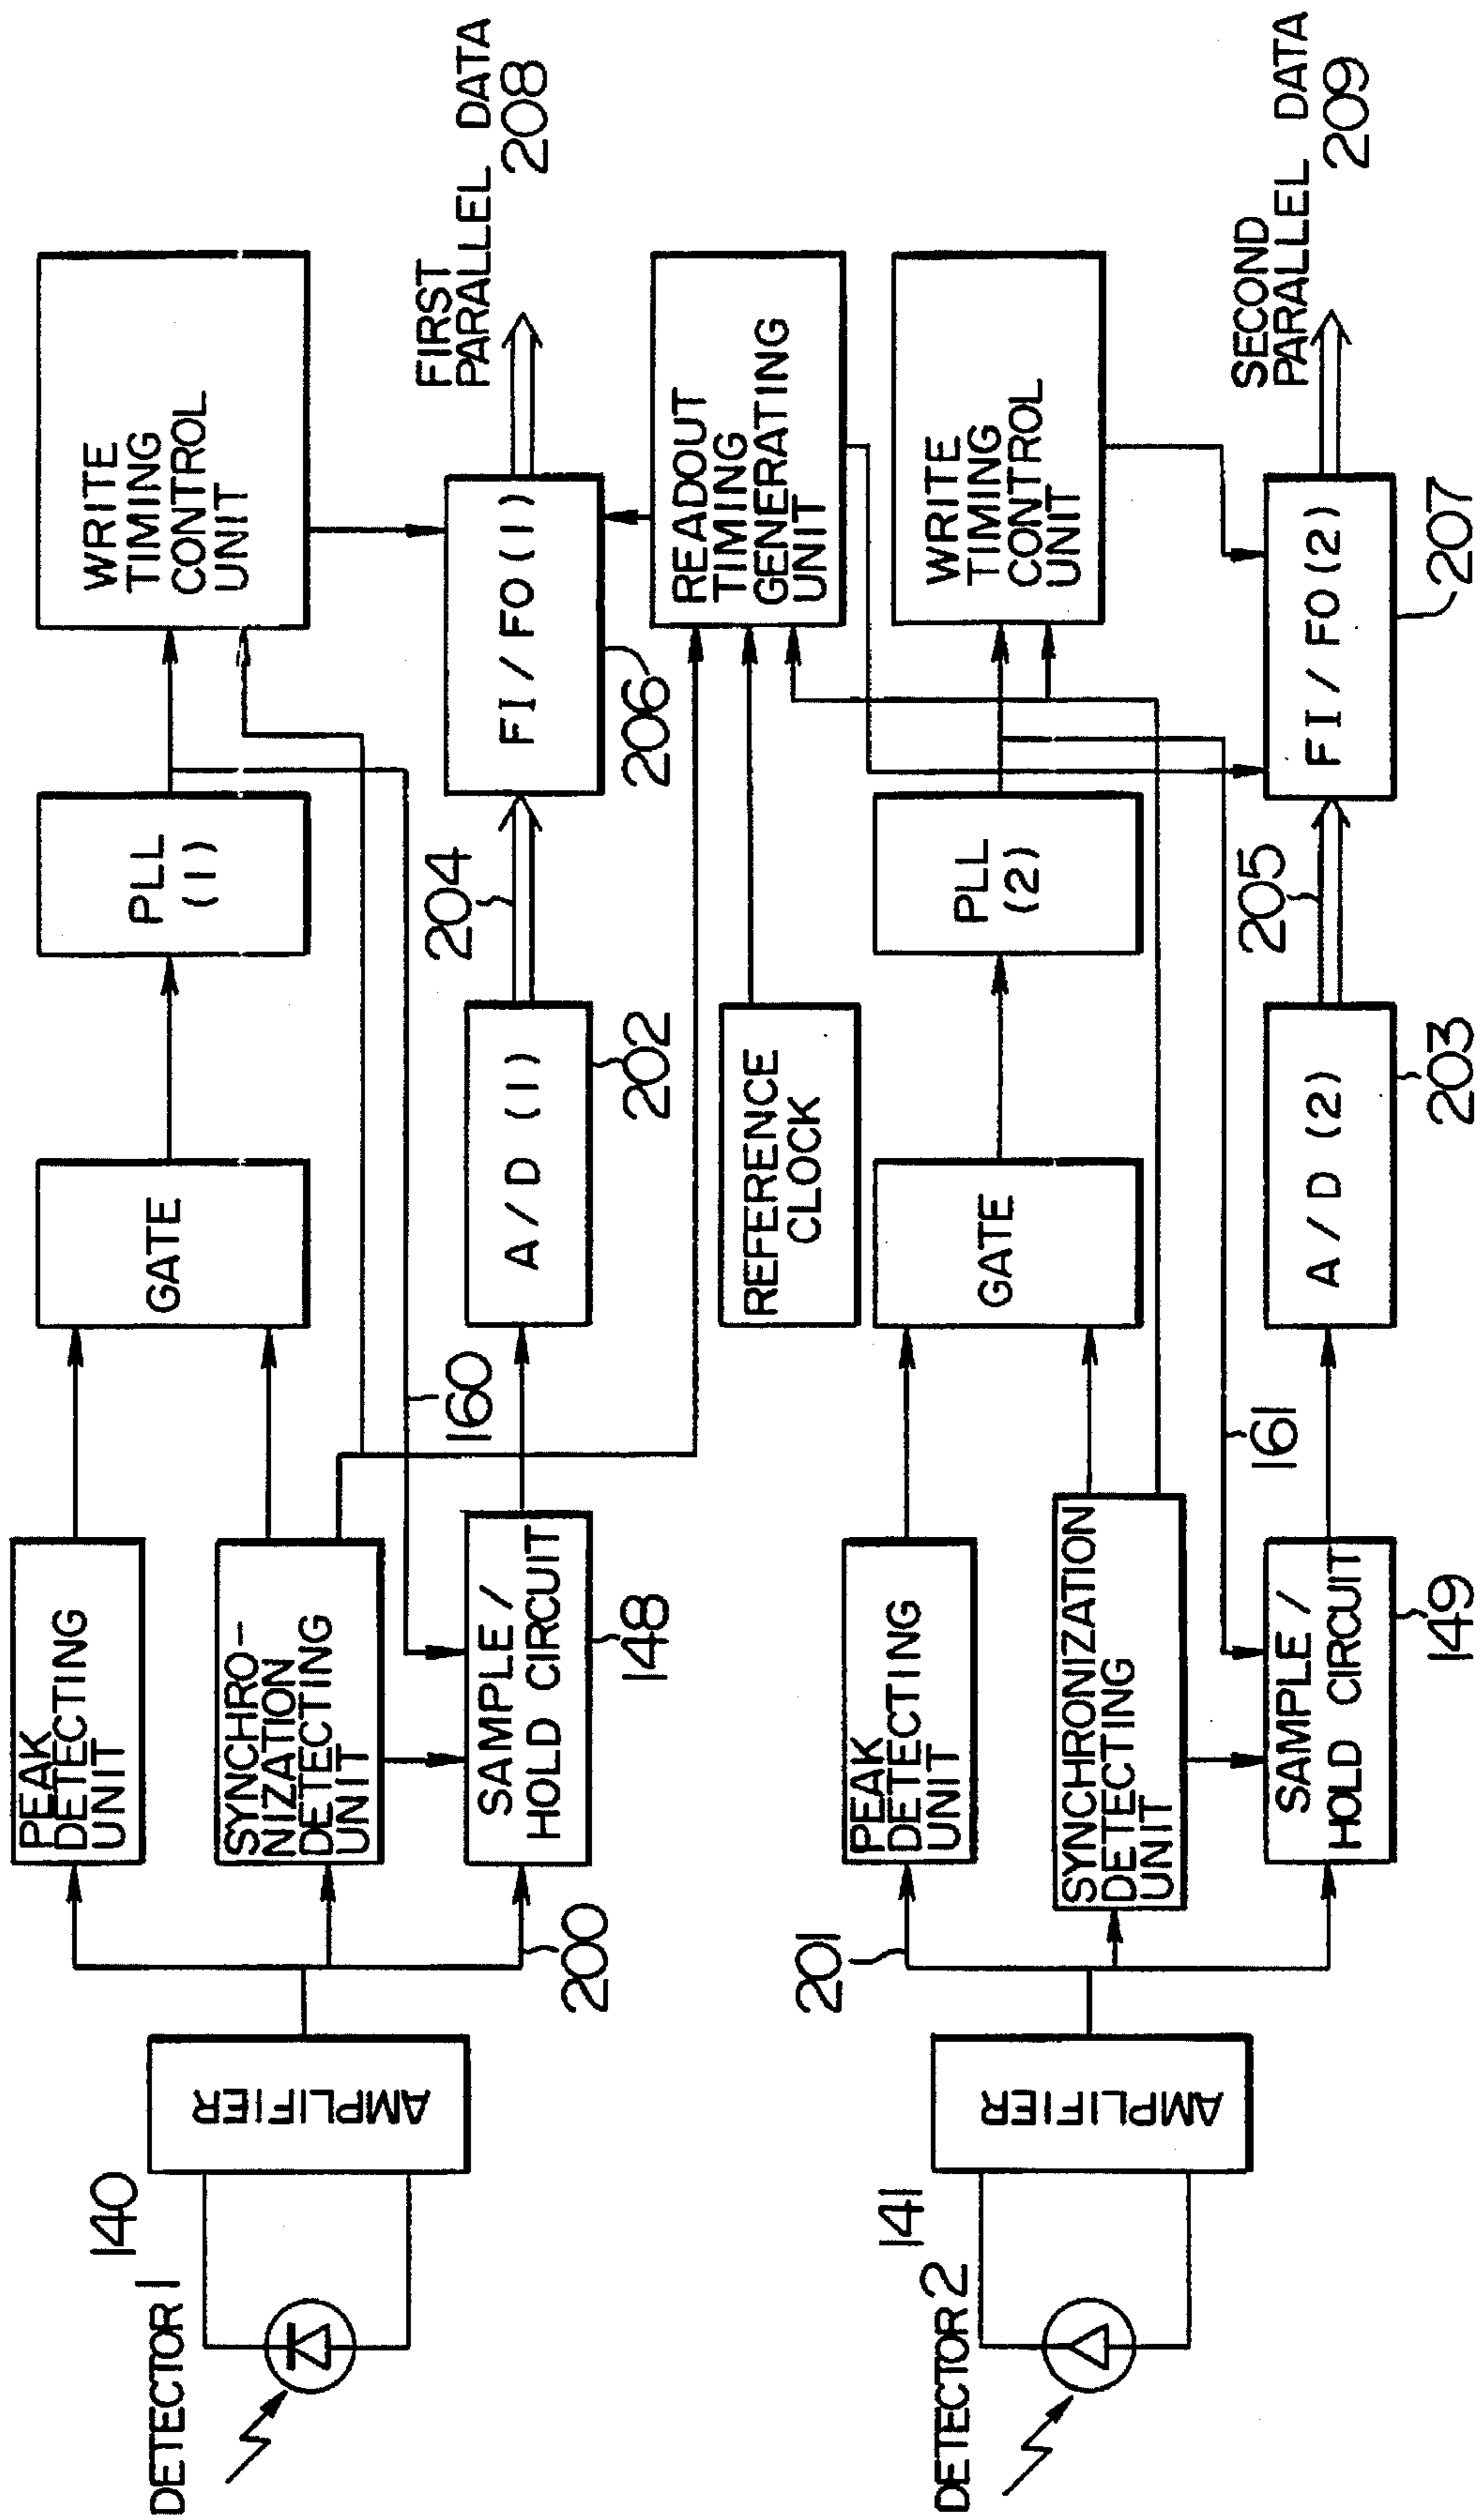 DETECTOR 1
140
AMPLIFIER
200
PEAK
DETECTING
UNIT
SYNCHRO-
NIZATION
DETECTING
UNIT
SAMPLE /
HOLD CIRCUIT
148
160
GATE
A / D (1)
202
PLL
(1)
204
WRITE
TIMING
CONTROL
UNIT
FI / FO (1)
206
FIRST
PARALLEL DATA
208
REFERENCE
CLOCK
READOUT
TIMING
GENERATING
UNIT
DETECTOR 2
141
AMPLIFIER
201
PEAK
DETECTING
UNIT
SYNCHRONIZATION
DETECTING
UNIT
SAMPLE /
HOLD CIRCUIT
149
161
GATE
A / D (2)
203
PLL
(2)
205
WRITE
TIMING
CONTROL
UNIT
FI / FO (2)
207
SECOND
PARALLEL DATA
209